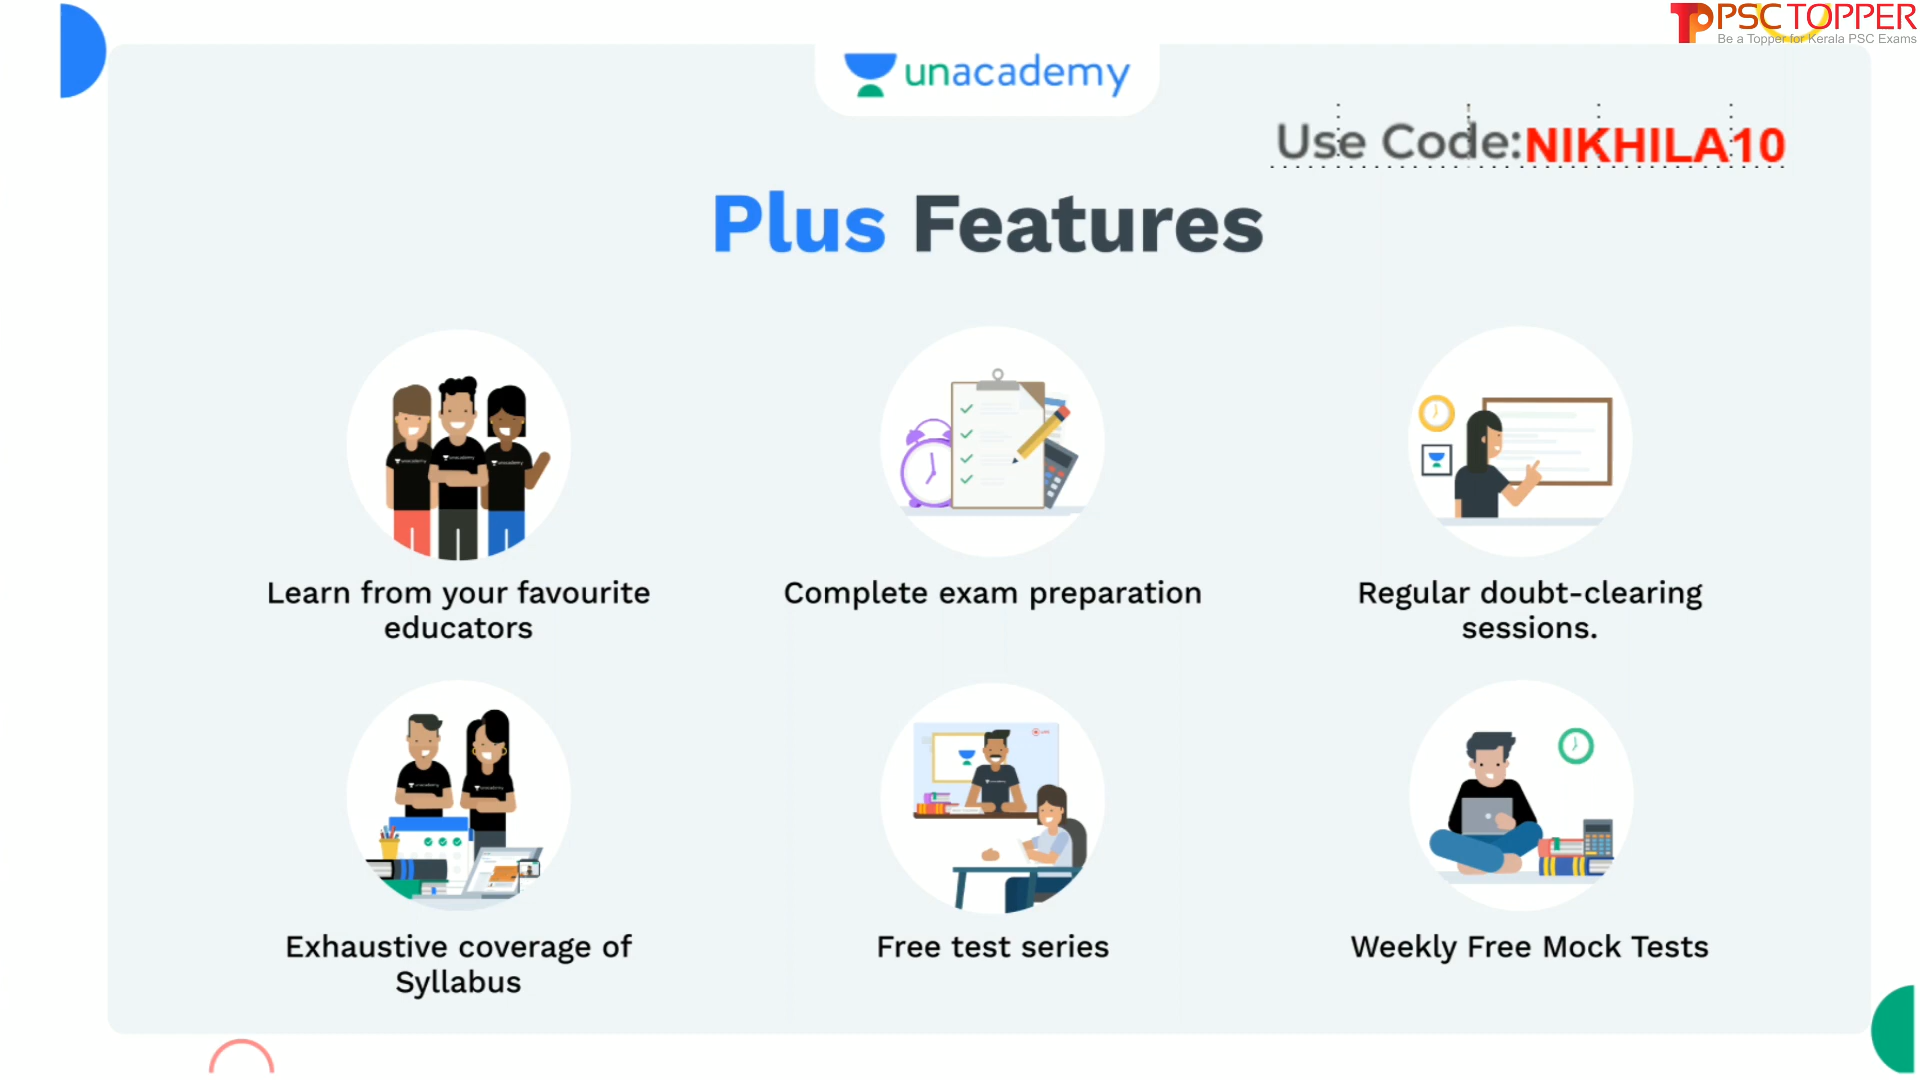 PSC TOPPER
Be a Topper for Kerala PSC Exams
unacademy
Use Code:NIKHILA10
Plus Features
Learn from your favourite
educators
Complete exam preparation
Regular doubt-clearing
sessions.
Exhaustive coverage of
Syllabus
Free test series
Weekly Free Mock Tests